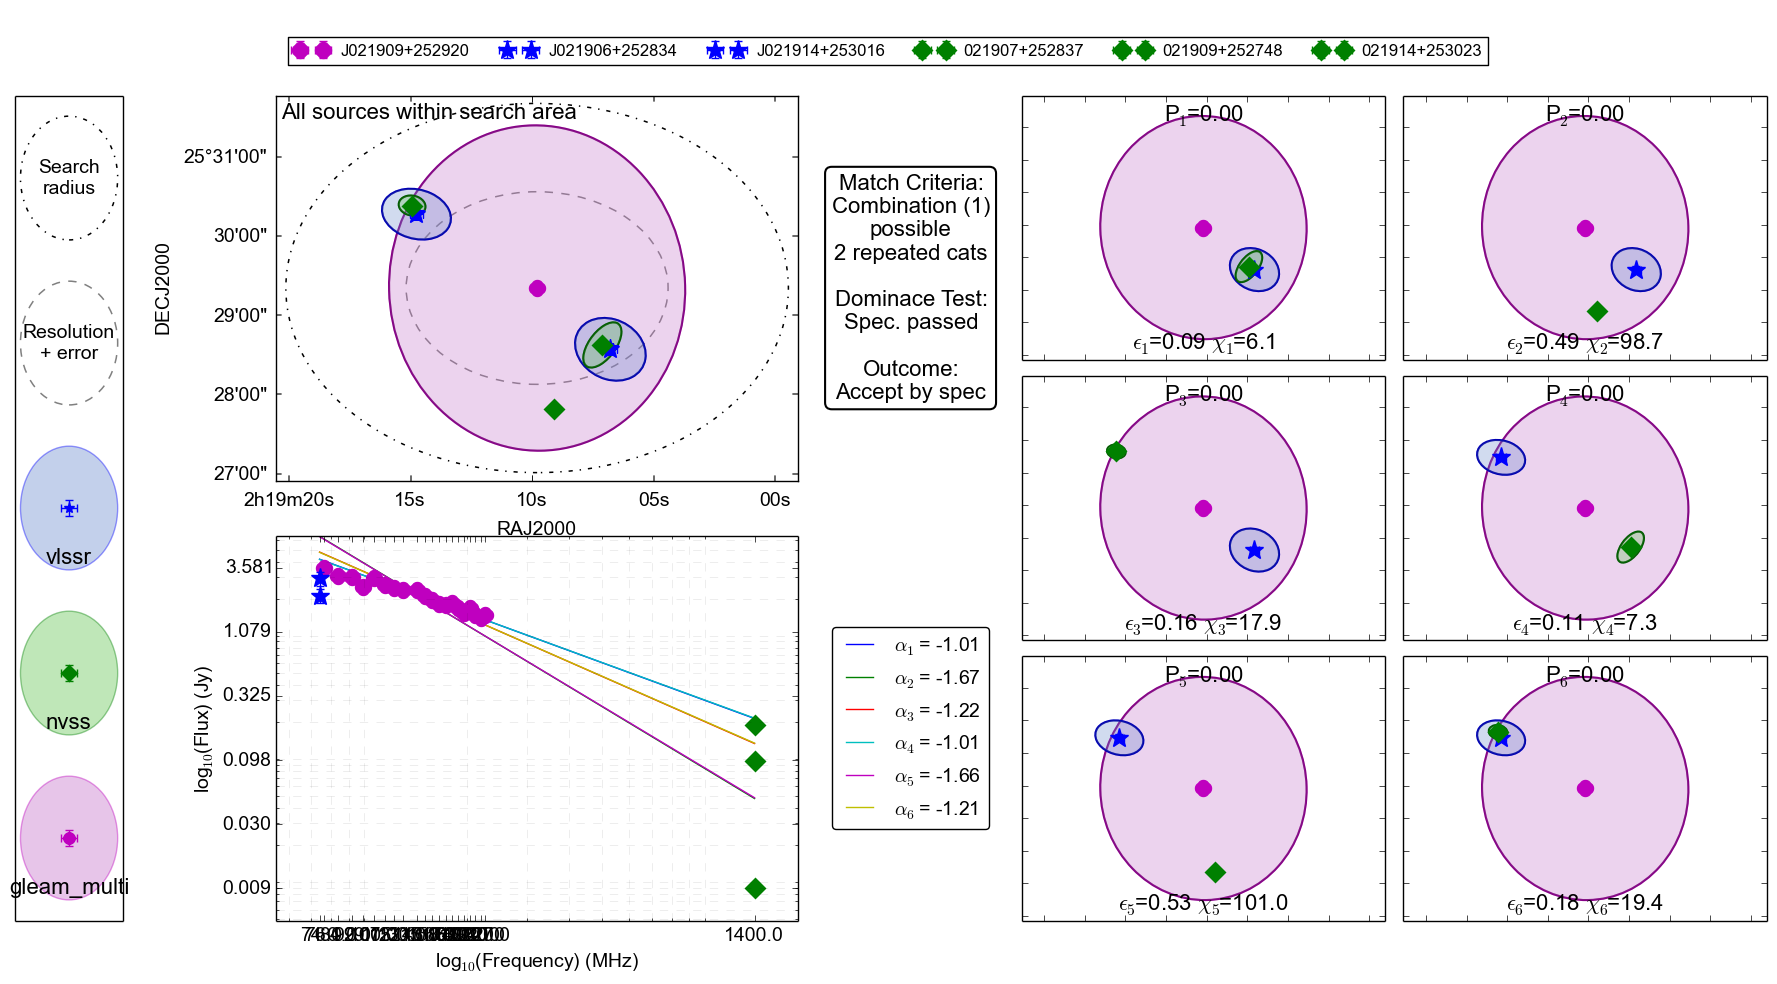 J021909+252920 J021906+252834 J021914+253016 021907+252837 021909+252748 021914+253023
Search
radius
Resolution
+ error
vlssr
nvss
gleam_multi
All sources within search area
DECJ2000
25°31'00"
30'00"
29'00"
28'00"
27'00"
2h19m20s 15s 10s 05s 00s
RAJ2000
Match Criteria:
Combination (1)
possible
2 repeated cats
Dominace Test:
Spec. passed
Outcome:
Accept by spec
log₁₀(Flux) (Jy)
3.581
1.079
0.325
0.098
0.030
0.009
1400.0
log₁₀(Frequency) (MHz)
α₁ = -1.01
α₂ = -1.67
α₃ = -1.22
α₄ = -1.01
α₅ = -1.66
α₆ = -1.21
P₁=0.00
ϵ₁=0.09 χ₁=6.1
P₂=0.00
ϵ₂=0.49 χ₂=98.7
P₃=0.00
ϵ₃=0.16 χ₃=17.9
P₄=0.00
ϵ₄=0.11 χ₄=7.3
P₅=0.00
ϵ₅=0.53 χ₅=101.0
P₆=0.00
ϵ₆=0.18 χ₆=19.4